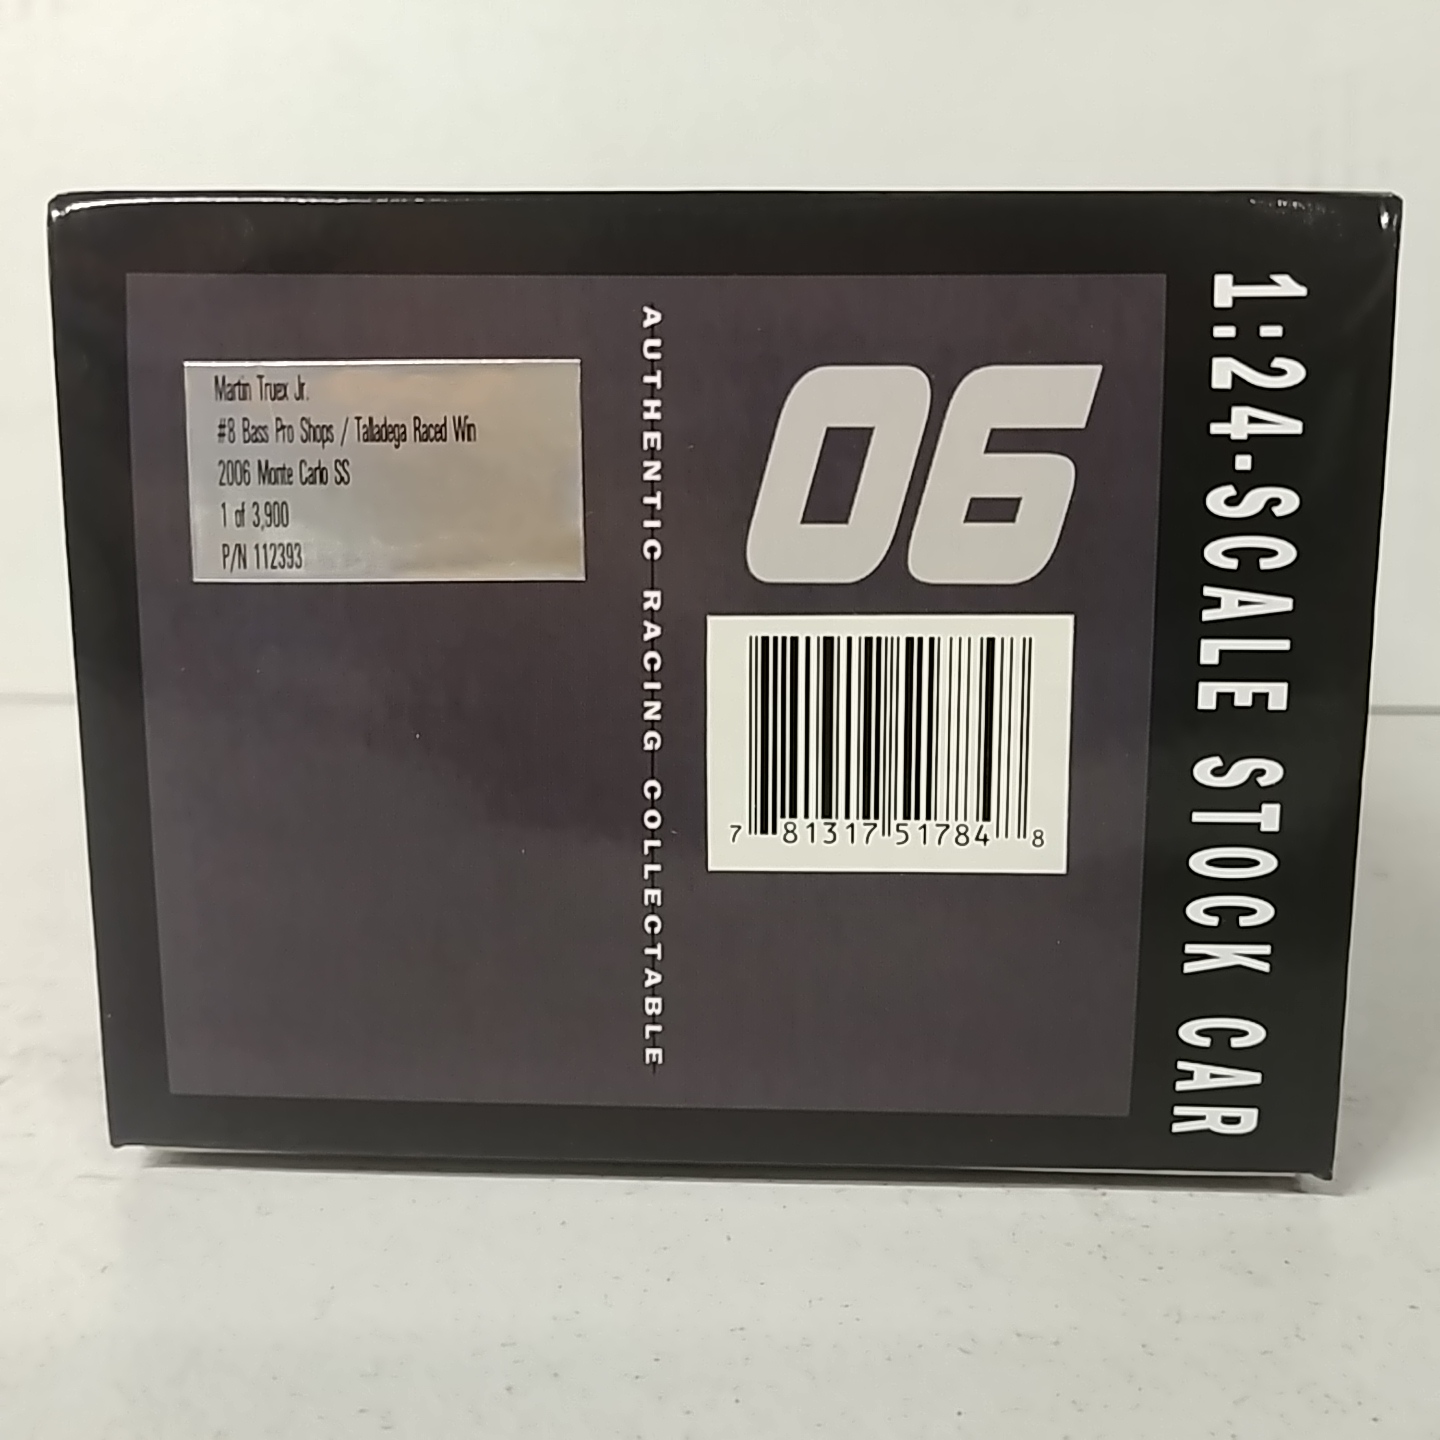 Martin Truex Jr.
#8 Bass Pro Shops / Talladega Raced Win
2006 Monte Carlo SS
1 of 3,900
P/N 112393
AUTHENTIC RACING COLLECTABLE
06
7 81317 51784 8
1:24-SCALE STOCK CAR